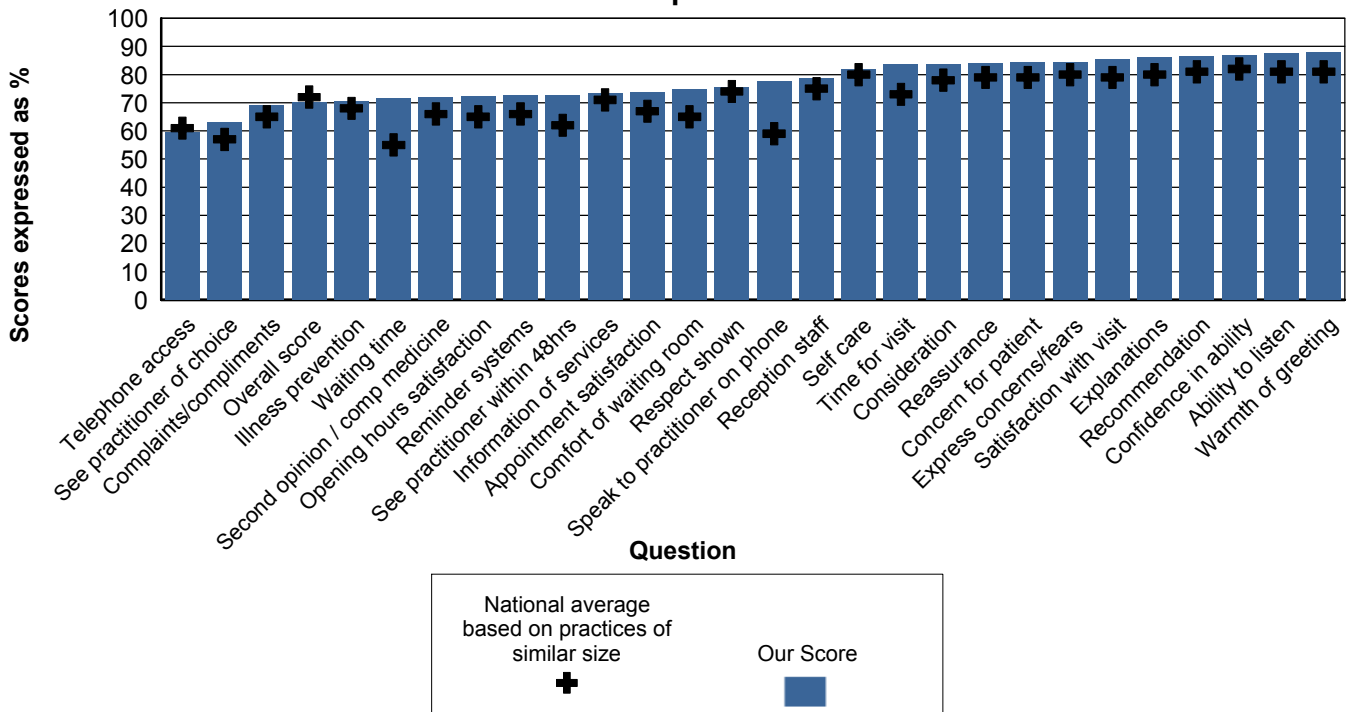 100
90
80
70
60
50
40
30
20
10
0
Scores expressed as %
Telephone access
See practitioner of choice
Complaints/compliments
Overall score
Illness prevention
Waiting time
Second opinion / comp medicine
Opening hours satisfaction
Reminder systems
See practitioner within 48hrs
Information of services
Appointment satisfaction
Comfort of waiting room
Respect shown
Speak to practitioner on phone
Reception staff
Self care
Time for visit
Consideration
Reassurance
Concern for patient
Express concerns/fears
Satisfaction with visit
Explanations
Recommendation
Confidence in ability
Ability to listen
Warmth of greeting
Question
National average
based on practices of
similar size
Our Score